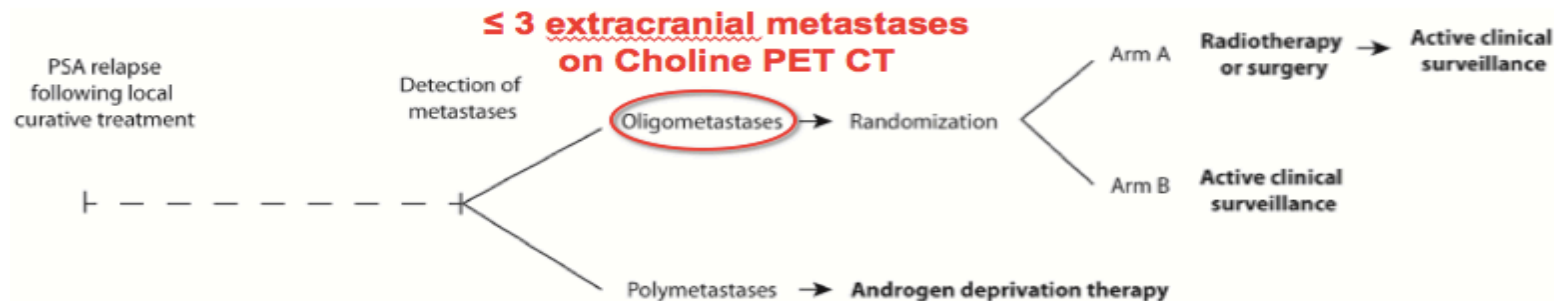 ≤ 3 extracranial metastases
on Choline PET CT
PSA relapse
following local
curative treatment
Detection of
metastases
Oligometastases
Randomization
Arm A
Radiotherapy
or surgery
Active clinical
surveillance
Arm B
Active clinical
surveillance
Polymetastases
Androgen deprivation therapy